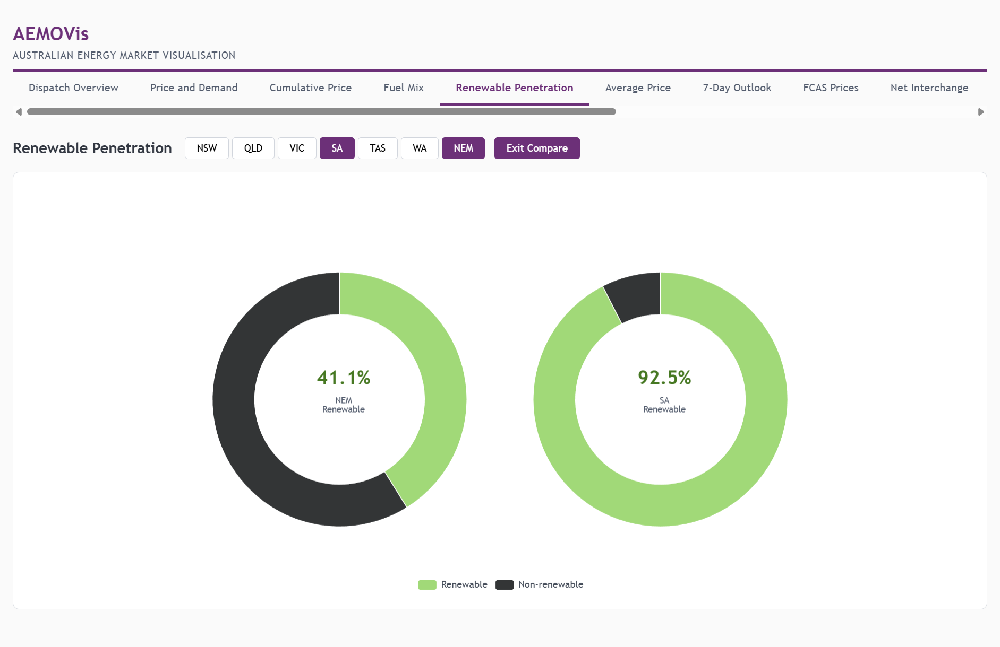 AEMOVis
AUSTRALIAN ENERGY MARKET VISUALISATION
Dispatch Overview Price and Demand Cumulative Price Fuel Mix Renewable Penetration Average Price 7-Day Outlook FCAS Prices Net Interchange
Renewable Penetration NSW QLD VIC SA TAS WA NEM Exit Compare
41.1%
NEM
Renewable
92.5%
SA
Renewable
Renewable Non-renewable